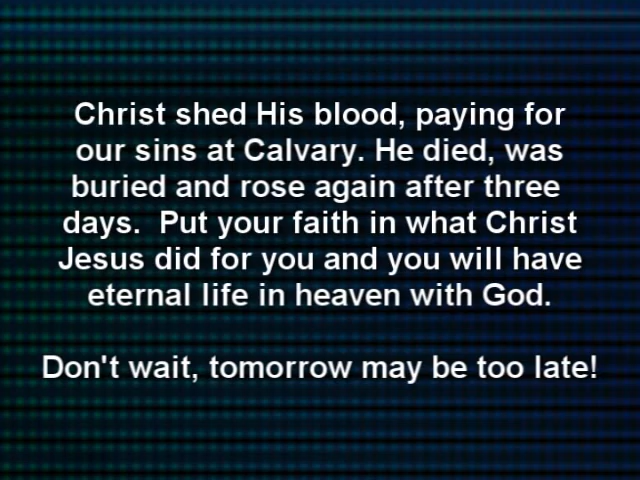 Christ shed His blood, paying for
our sins at Calvary. He died, was
buried and rose again after three
days.  Put your faith in what Christ
Jesus did for you and you will have
eternal life in heaven with God.
Don't wait, tomorrow may be too late!